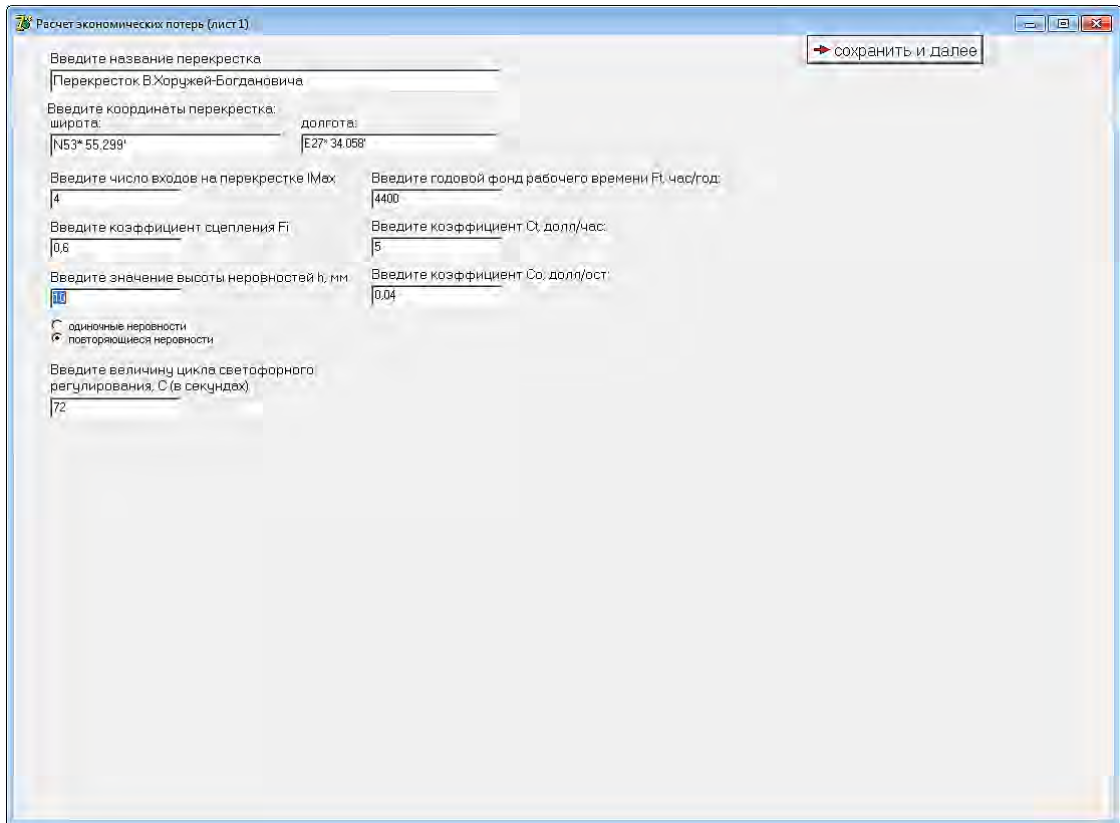 Расчет экономических потерь (лист 1)
сохранить и далее
Введите название перекрестка
Перекресток В.Хоружей-Богдановича
Введите координаты перекрестка:
широта: долгота:
N53* 55,299' E27* 34.058'
Введите число входов на перекрестке IMax Введите годовой фонд рабочего времени Ft, час/год:
4 4400
Введите коэффициент сцепления Fi Введите коэффициент Ct, долл/час:
0,6 5
Введите значение высоты неровностей h, мм Введите коэффициент Co, долл/ост:
10 0,04
одиночные неровности
повторяющиеся неровности
Введите величину цикла светофорного
регулирования, C (в секундах)
72